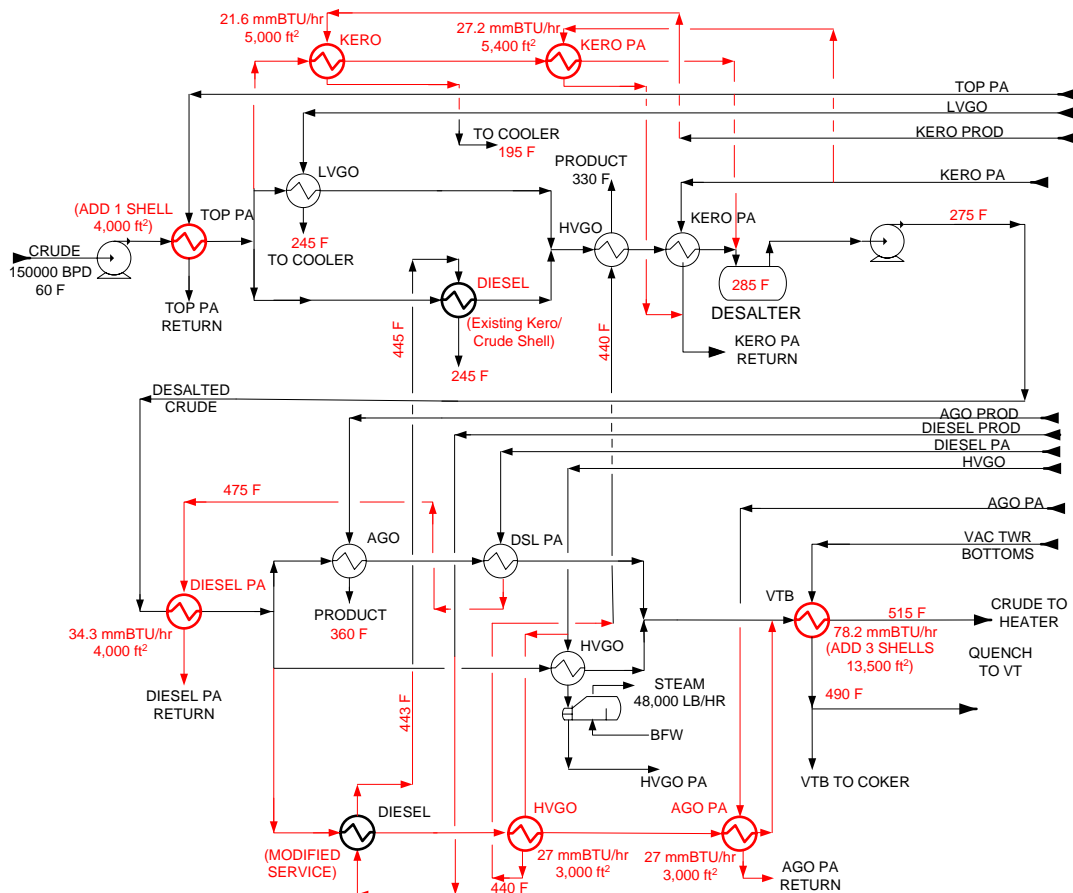 21.6 mmBTU/hr
5,000 ft²
KERO
27.2 mmBTU/hr
5,400 ft²
KERO PA
TOP PA
LVGO
KERO PROD
TO COOLER
195 F
PRODUCT
330 F
LVGO
KERO PA
(ADD 1 SHELL
4,000 ft²)
TOP PA
HVGO
KERO PA
275 F
CRUDE
150000 BPD
60 F
245 F
TO COOLER
DIESEL
285 F
DESALTER
TOP PA
RETURN
445 F
(Existing Kero/
Crude Shell)
440 F
KERO PA
RETURN
245 F
DESALTED
CRUDE
AGO PROD
DIESEL PROD
DIESEL PA
HVGO
475 F
AGO PA
AGO
DSL PA
VAC TWR
BOTTOMS
DIESEL PA
VTB
515 F
CRUDE TO
HEATER
PRODUCT
360 F
34.3 mmBTU/hr
4,000 ft²
78.2 mmBTU/hr
(ADD 3 SHELLS
13,500 ft²)
HVGO
QUENCH
TO VT
STEAM
48,000 LB/HR
DIESEL PA
RETURN
443 F
490 F
BFW
HVGO PA
VTB TO COKER
DIESEL
HVGO
AGO PA
(MODIFIED
SERVICE)
27 mmBTU/hr
3,000 ft²
27 mmBTU/hr
3,000 ft²
440 F
AGO PA
RETURN